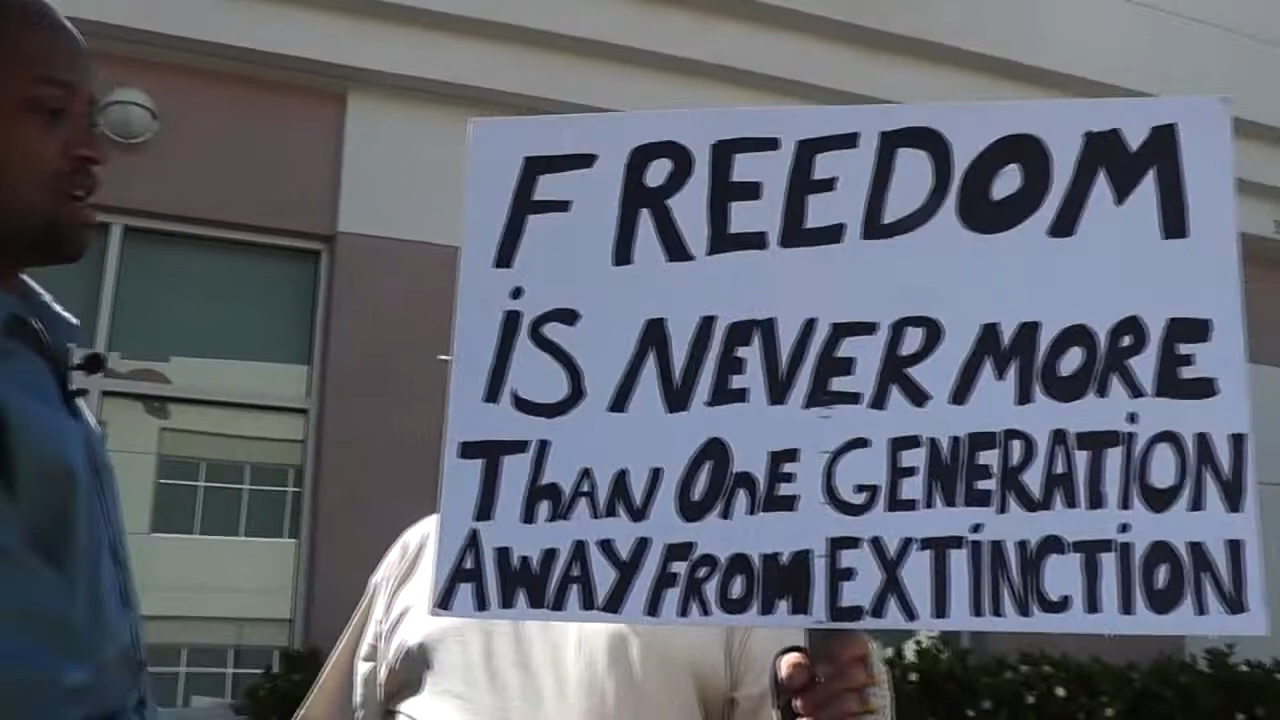 FREEDOM
iS NEVER MORE
ThAN OnE GENERATiON
AWAY FROM EXTiNCTiON